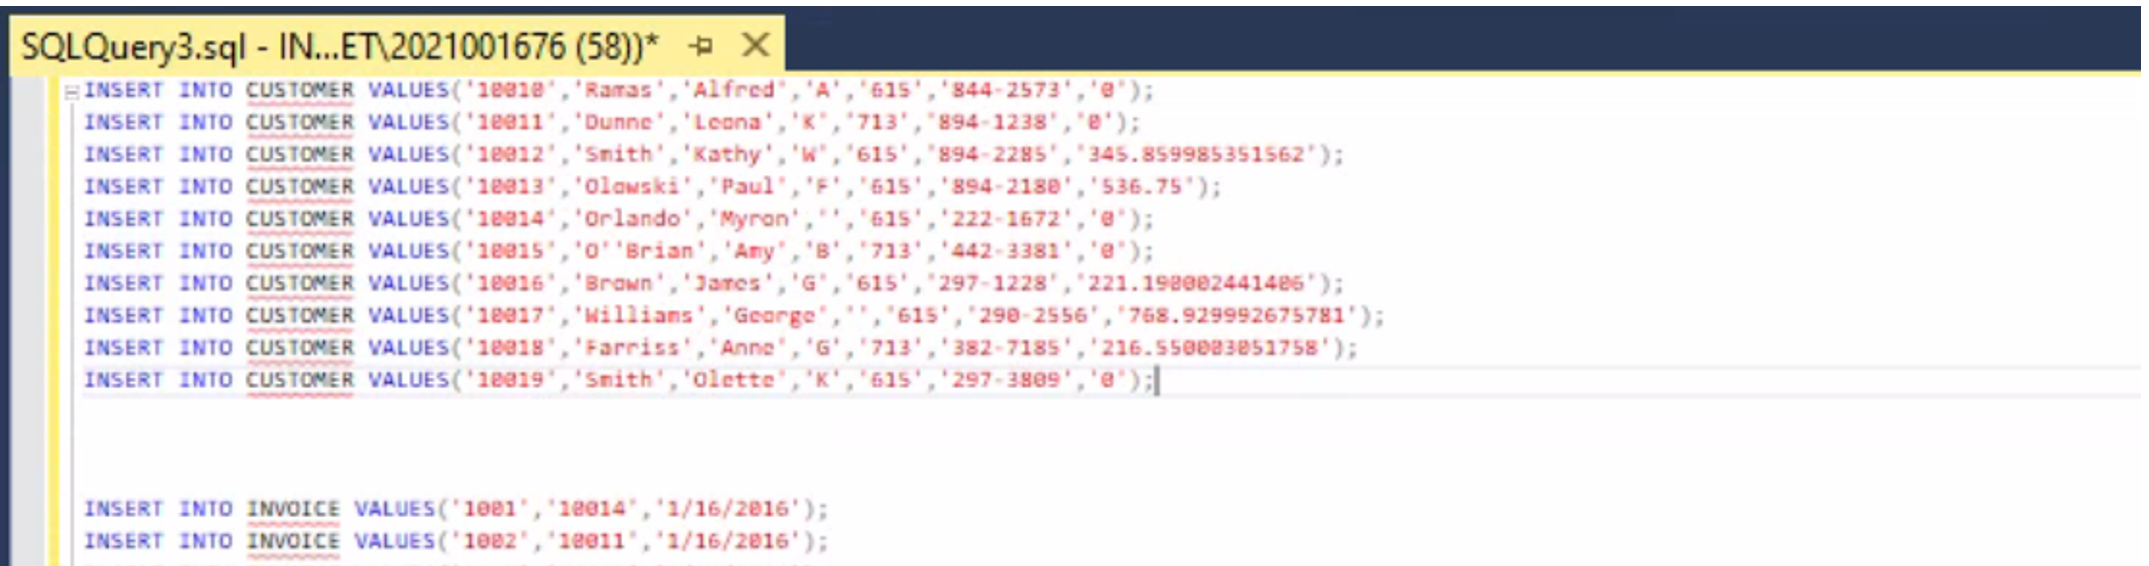 SQLQuery3.sql - IN...ET\2021001676 (58))*
INSERT INTO CUSTOMER VALUES('10010','Ramas','Alfred','A','615','844-2573','0');
INSERT INTO CUSTOMER VALUES('10011','Dunne','Leona','K','713','894-1238','0');
INSERT INTO CUSTOMER VALUES('10012','Smith','Kathy','W','615','894-2285','345.859985351562');
INSERT INTO CUSTOMER VALUES('10013','Olowski','Paul','F','615','894-2180','536.75');
INSERT INTO CUSTOMER VALUES('10014','Orlando','Myron','','615','222-1672','0');
INSERT INTO CUSTOMER VALUES('10015','O''Brian','Amy','B','713','442-3381','0');
INSERT INTO CUSTOMER VALUES('10016','Brown','James','G','615','297-1228','221.190002441406');
INSERT INTO CUSTOMER VALUES('10017','Williams','George','','615','290-2556','768.929992675781');
INSERT INTO CUSTOMER VALUES('10018','Farriss','Anne','G','713','382-7185','216.550003051758');
INSERT INTO CUSTOMER VALUES('10019','Smith','Olette','K','615','297-3809','0');
INSERT INTO INVOICE VALUES('1001','10014','1/16/2016');
INSERT INTO INVOICE VALUES('1002','10011','1/16/2016');